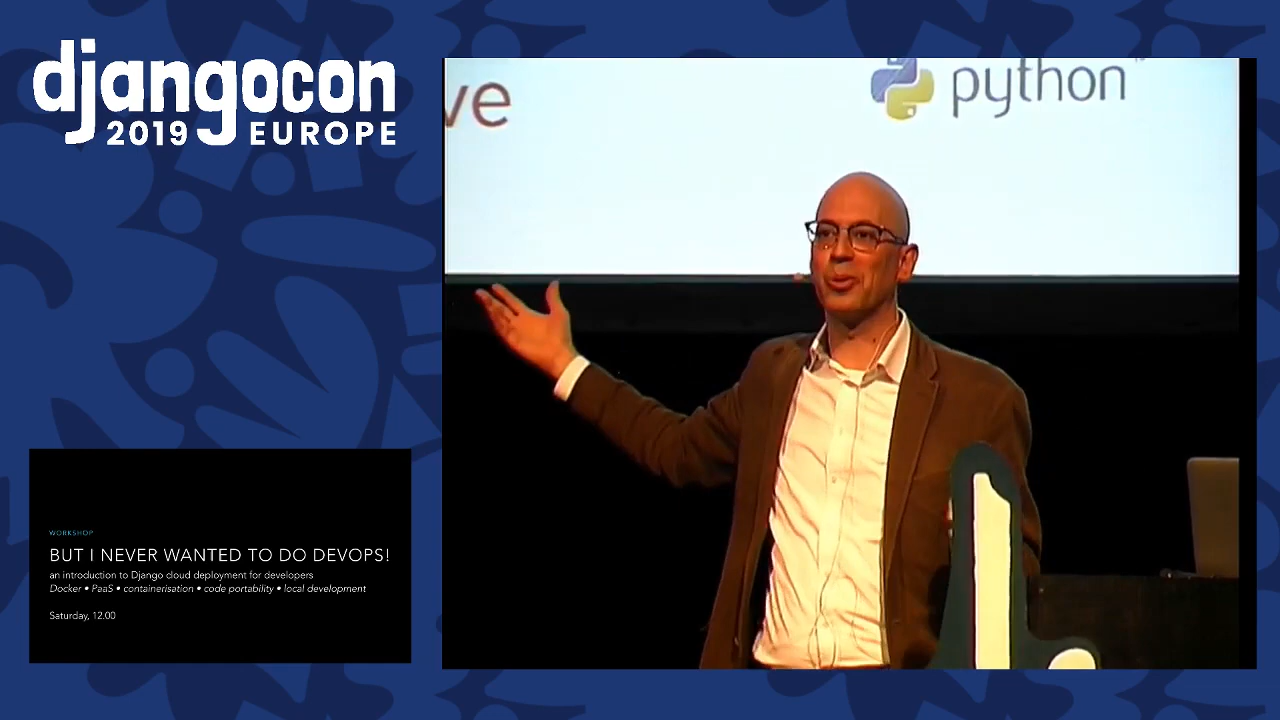 djangocon
2019 EUROPE
ve
python
WORKSHOP
BUT I NEVER WANTED TO DO DEVOPS!
an introduction to Django cloud deployment for developers
Docker • PaaS • containerisation • code portability • local development
Saturday, 12.00